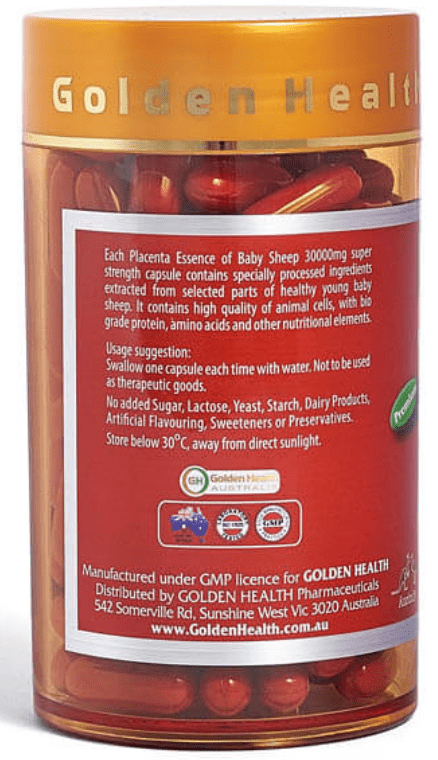 Golden Healt
Each Placenta Essence of Baby Sheep 30000mg super
strength capsule contains specially processed ingredients
extracted from selected parts of healthy young baby
sheep. It contains high quality of animal cells, with bio
grade protein, amino acids and other nutritional elements.
Usage suggestion:
Swallow one capsule each time with water. Not to be used
as therapeutic goods.
No added Sugar, Lactose, Yeast, Starch, Dairy Products,
Artificial Flavouring, Sweeteners or Preservatives.
Store below 30°C, away from direct sunlight.
Premium
GH Golden Health
AUSTRALIA
GMP
Manufactured under GMP licence for GOLDEN HEALTH
Distributed by GOLDEN HEALTH Pharmaceuticals
542 Somerville Rd, Sunshine West Vic 3020 Australia
www.GoldenHealth.com.au